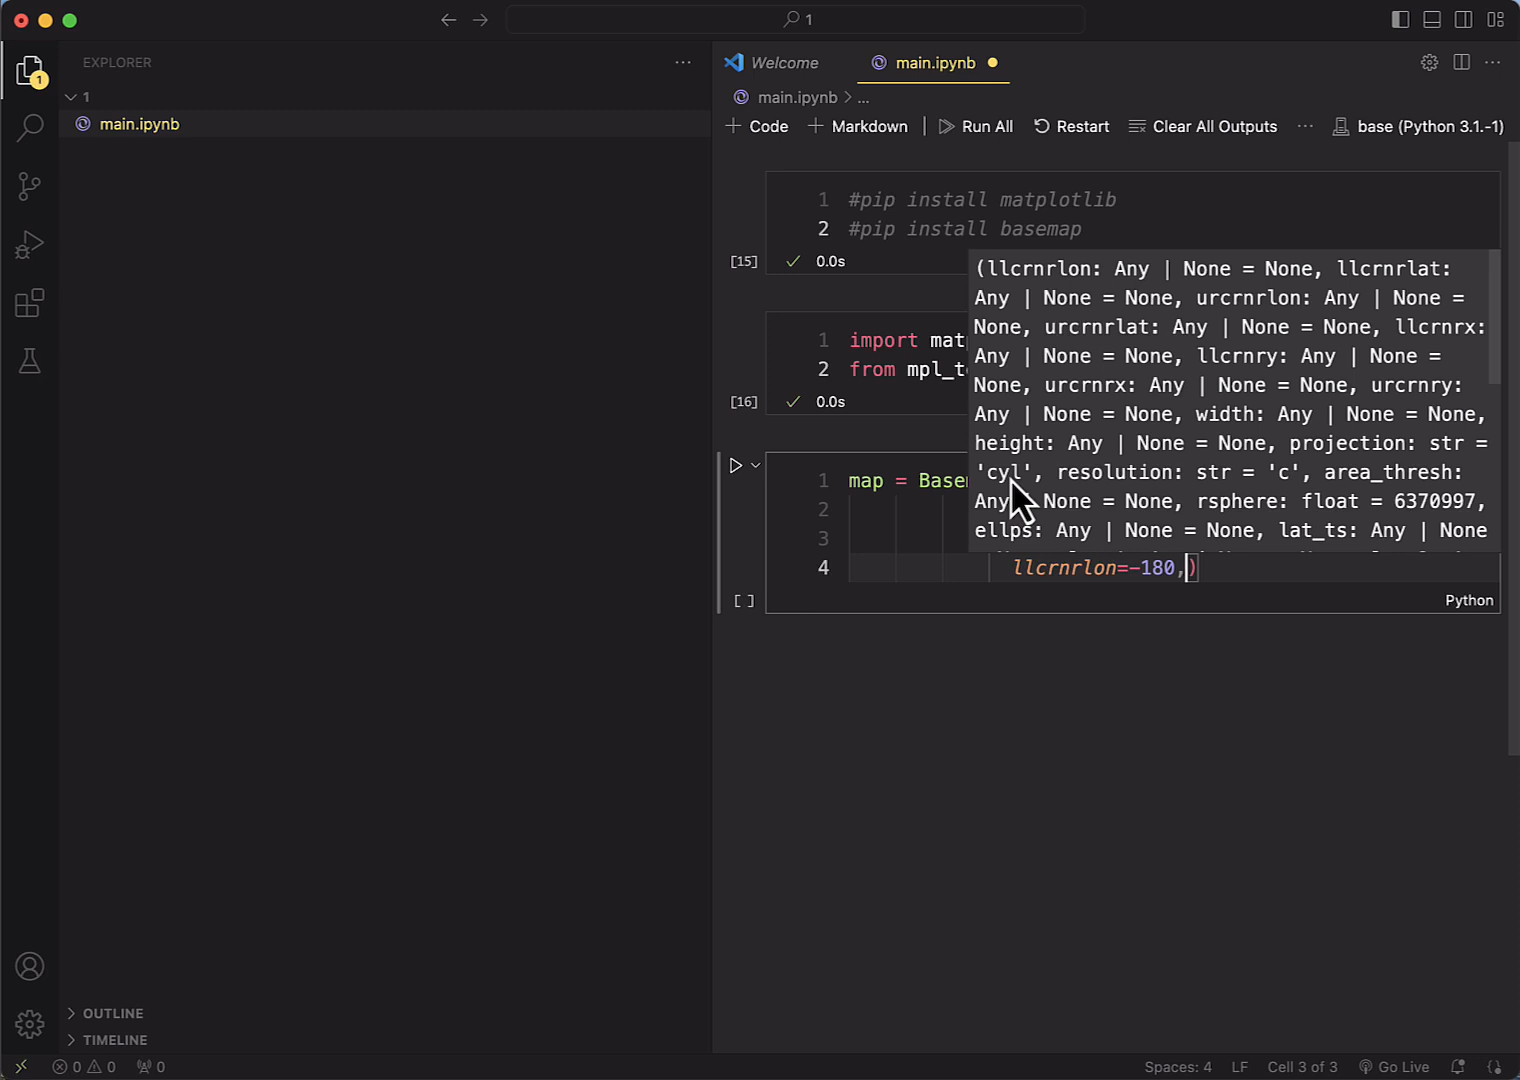 1
EXPLORER
1
main.ipynb
OUTLINE
TIMELINE
Welcome
main.ipynb
main.ipynb > ...
+ Code + Markdown | Run All Restart Clear All Outputs ... base (Python 3.1.-1)
1 #pip install matplotlib
2 #pip install basemap
[15] ✓ 0.0s
1 import
2 from
[16] ✓ 0.0s
(llcrnrlon: Any | None = None, llcrnrlat:
Any | None = None, urcrnrlon: Any | None =
None, urcrnrlat: Any | None = None, llcrnrx:
Any | None = None, llcrnry: Any | None =
None, urcrnrx: Any | None = None, urcrnry:
Any | None = None, width: Any | None = None,
height: Any | None = None, projection: str =
'cyl', resolution: str = 'c', area_thresh:
Any | None = None, rsphere: float = 6370997,
ellps: Any | None = None, lat_ts: Any | None
1 map =
2
3
4 llcrnrlon=-180,)
[ ] Python
0 0 0
Spaces: 4 LF Cell 3 of 3 Go Live